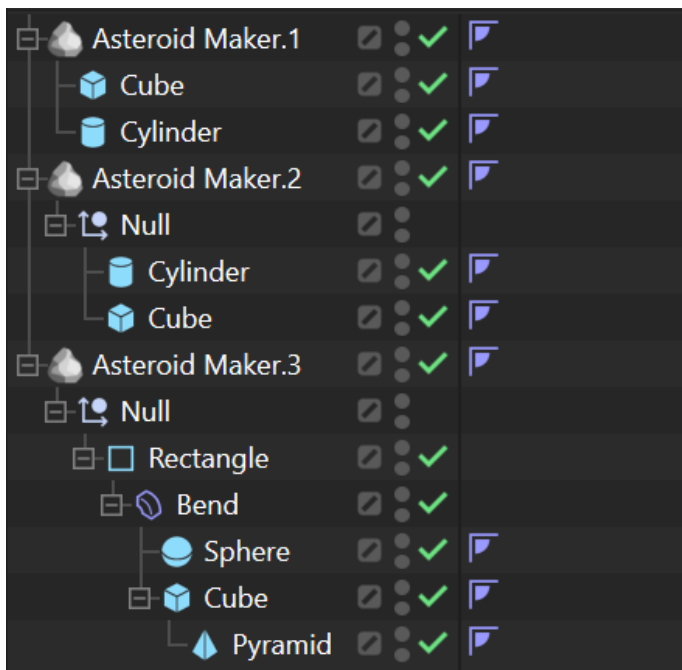 Asteroid Maker.1
Cube
Cylinder
Asteroid Maker.2
Null
Cylinder
Cube
Asteroid Maker.3
Null
Rectangle
Bend
Sphere
Cube
Pyramid